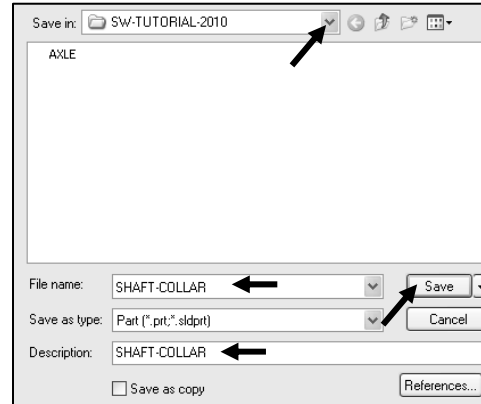 Save in: SW-TUTORIAL-2010
AXLE
File name: SHAFT-COLLAR Save
Save as type: Part (*.prt;*.sldprt) Cancel
Description: SHAFT-COLLAR
Save as copy References...